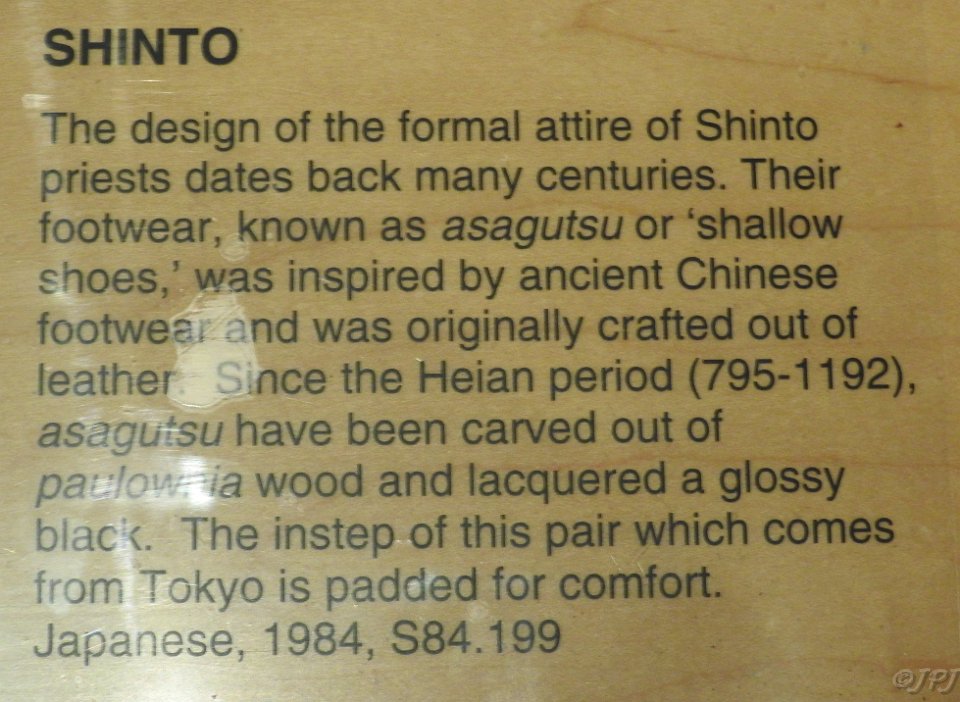 SHINTO
The design of the formal attire of Shinto
priests dates back many centuries. Their
footwear, known as asagutsu or ‘shallow
shoes,’ was inspired by ancient Chinese
footwear and was originally crafted out of
leather. Since the Heian period (795-1192),
asagutsu have been carved out of
paulownia wood and lacquered a glossy
black. The instep of this pair which comes
from Tokyo is padded for comfort.
Japanese, 1984, S84.199
©JPJ